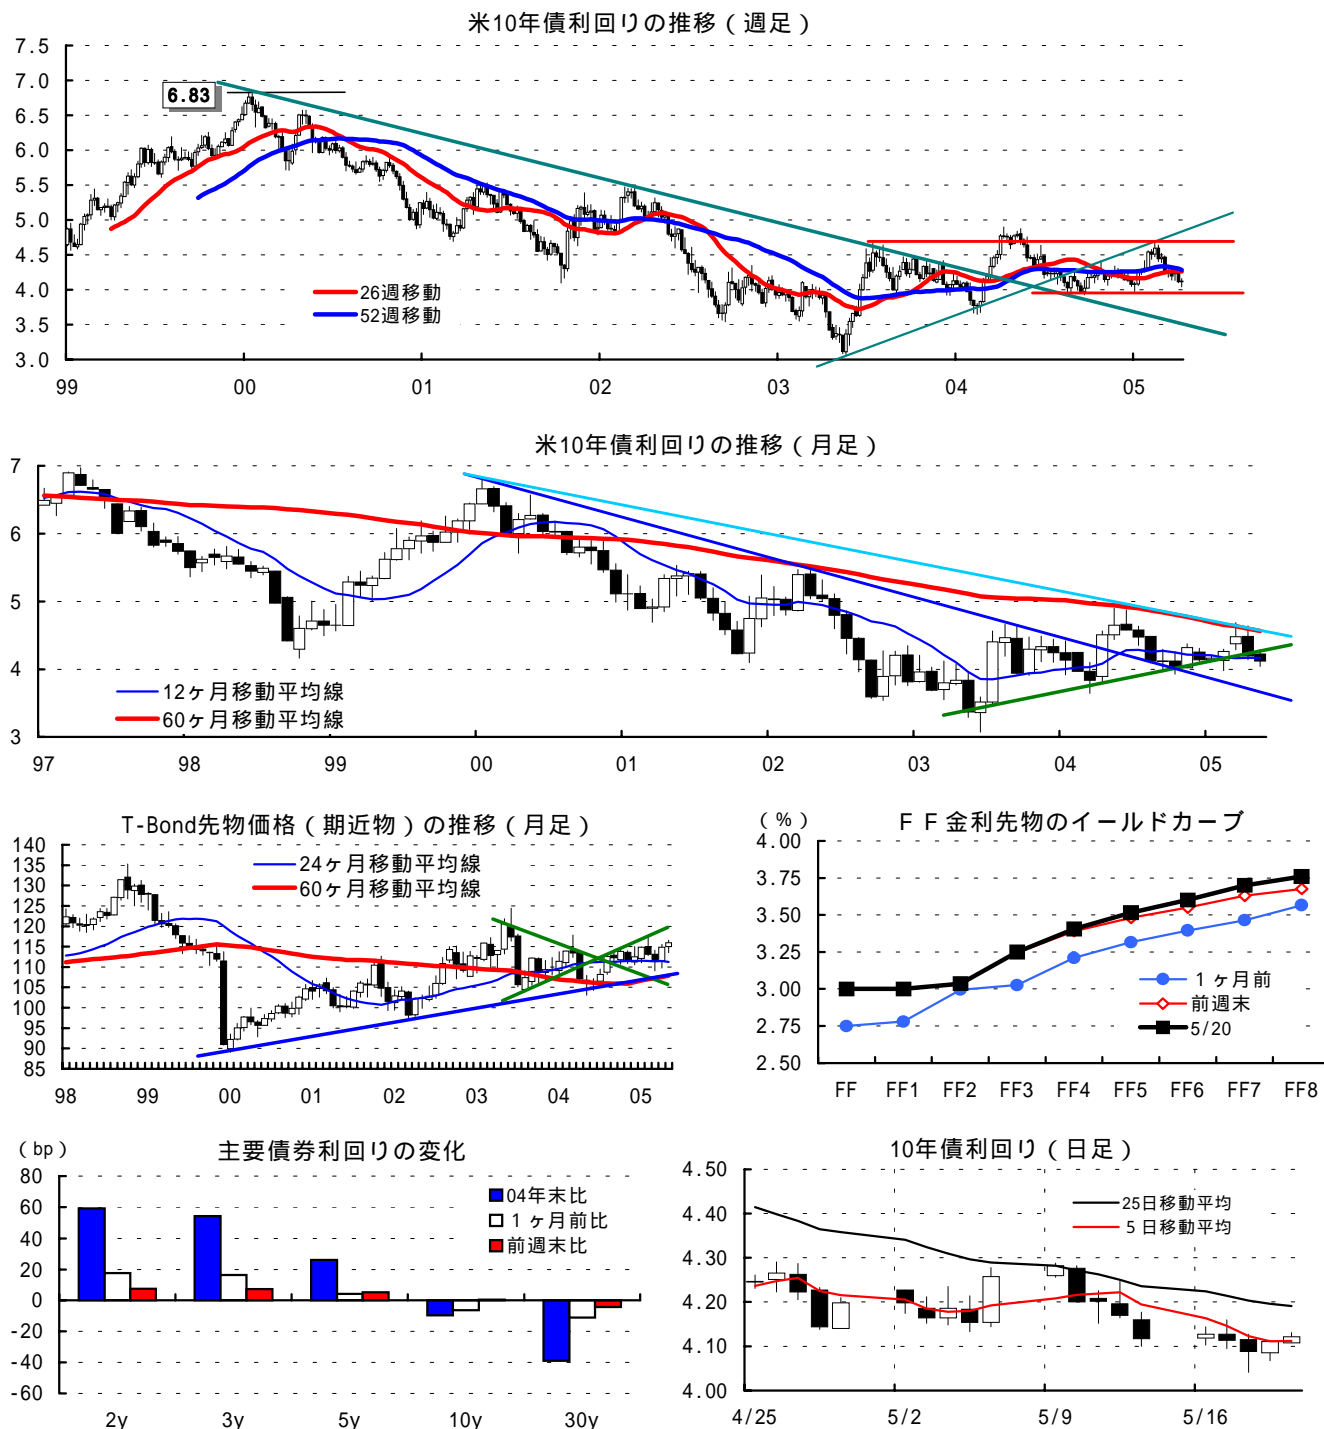 米10年債利回りの推移（週足）
7.5
7.0
6.5
6.0
5.5
5.0
4.5
4.0
3.5
3.0
6.83
26週移動
52週移動
99 00 01 02 03 04 05
米10年債利回りの推移（月足）
7
6
5
4
3
12ヶ月移動平均線
60ヶ月移動平均線
97 98 99 00 01 02 03 04 05
T-Bond先物価格（期近物）の推移（月足）
140
135
130
125
120
115
110
105
100
95
90
85
24ヶ月移動平均線
60ヶ月移動平均線
98 99 00 01 02 03 04 05
（％） ＦＦ金利先物のイールドカーブ
4.00
3.75
3.50
3.25
3.00
2.75
2.50
１ヶ月前
前週末
5/20
FF FF1 FF2 FF3 FF4 FF5 FF6 FF7 FF8
（bp） 主要債券利回りの変化
80
60
40
20
0
-20
-40
-60
04年末比
１ヶ月前比
前週末比
2y 3y 5y 10y 30y
10年債利回り（日足）
4.50
4.40
4.30
4.20
4.10
4.00
25日移動平均
５日移動平均
4/25 5/2 5/9 5/16